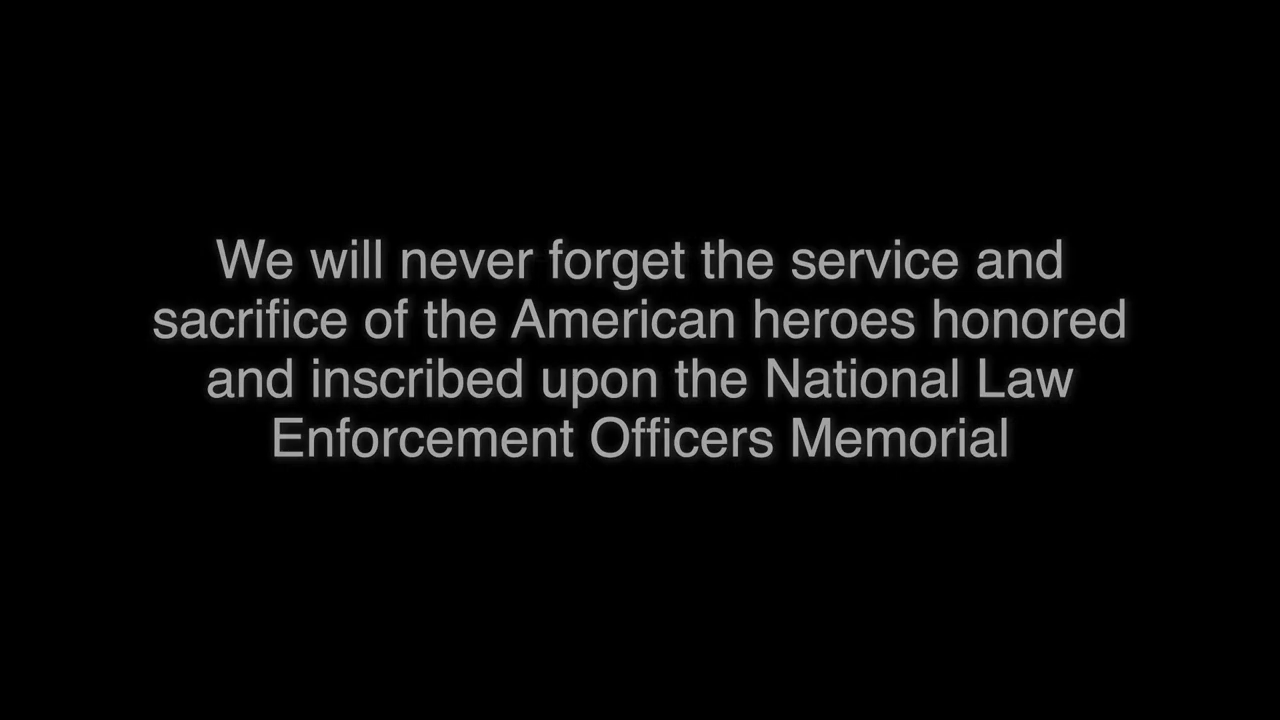 We will never forget the service and
sacrifice of the American heroes honored
and inscribed upon the National Law
Enforcement Officers Memorial